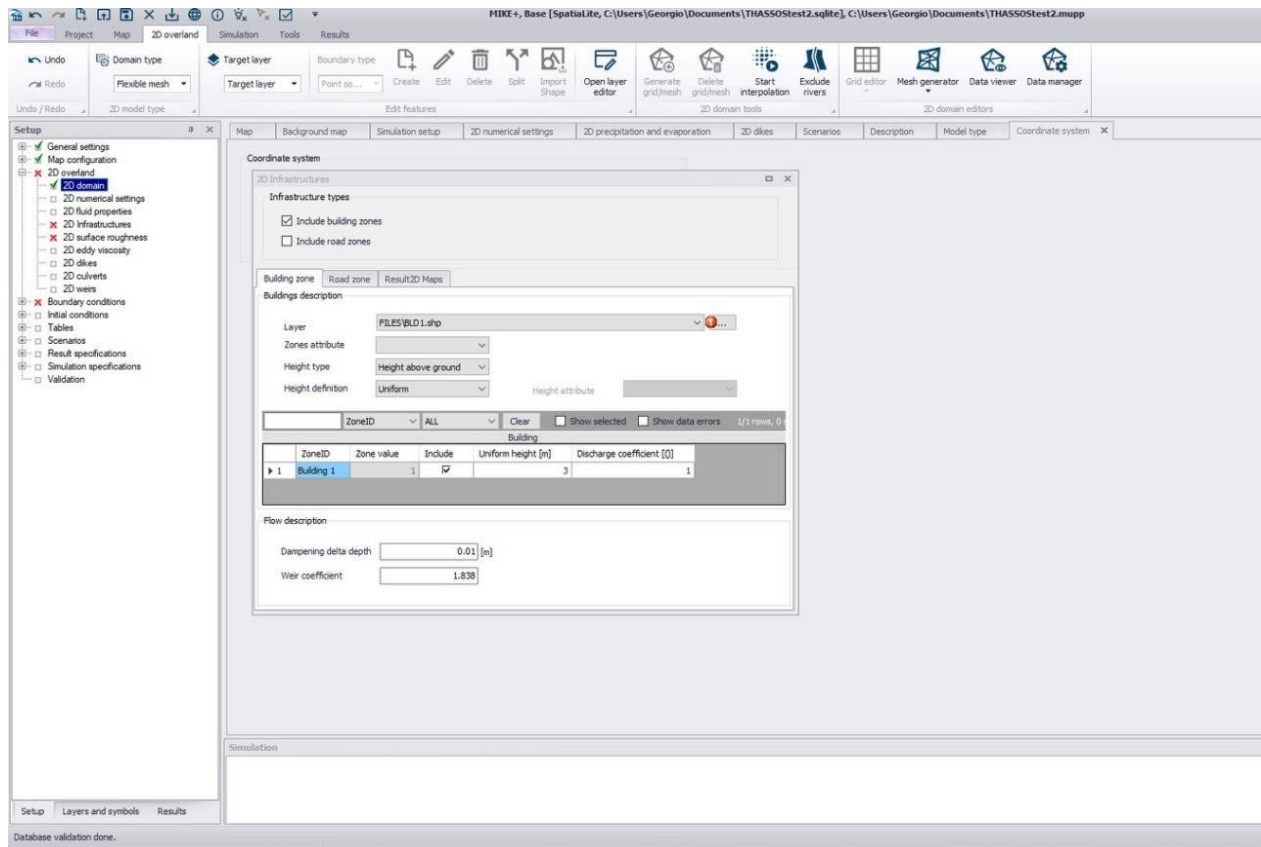 MIKE+, Base [SpatiaLite, C:\Users\Georgio\Documents\THASSOStest2.sqlite], C:\Users\Georgio\Documents\THASSOStest2.mupp
File Project Map 2D overland Simulation Tools Results
Undo Domain type Target layer Boundary type Create Edit Delete Split Import Shape Open layer editor Generate grid/mesh Delete grid/mesh Start interpolation Exclude rivers Grid editor Mesh generator Data viewer Data manager
Redo Flexible mesh Target layer Point so...
Undo / Redo 2D model type Edit features 2D domain tools 2D domain editors
Setup
Map Background map Simulation setup 2D numerical settings 2D precipitation and evaporation 2D dikes Scenarios Description Model type Coordinate system
General settings
Map configuration
2D overland
2D domain
2D numerical settings
2D fluid properties
2D Infrastructures
2D surface roughness
2D eddy viscosity
2D dikes
2D culverts
2D weirs
Boundary conditions
Initial conditions
Tables
Scenarios
Result specifications
Simulation specifications
Validation
Coordinate system
2D Infrastructures
Infrastructure types
Include building zones
Include road zones
Building zone Road zone Result2D Maps
Buildings description
Layer FILES\BLD1.shp ...
Zones attribute
Height type Height above ground
Height definition Uniform Height attribute
ZoneID ALL Clear Show selected Show data errors 1/1 rows, 0
Building
ZoneID Zone value Include Uniform height [m] Discharge coefficient [()]
1 Building 1 1 3 1
Flow description
Dampening delta depth 0.01 [m]
Weir coefficient 1.838
Simulation
Setup Layers and symbols Results
Database validation done.